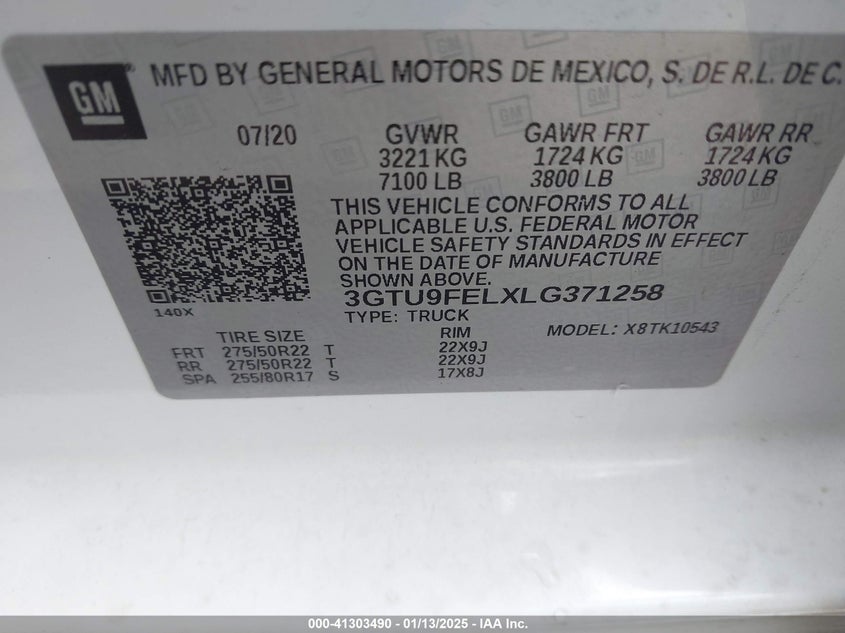 GM ® MFD BY GENERAL MOTORS DE MEXICO, S. DE R.L. DE C.
07/20 GVWR GAWR FRT GAWR RR
3221 KG 1724 KG 1724 KG
7100 LB 3800 LB 3800 LB
THIS VEHICLE CONFORMS TO ALL
APPLICABLE U.S. FEDERAL MOTOR
VEHICLE SAFETY STANDARDS IN EFFECT
ON THE DATE OF MANUFACTURE
SHOWN ABOVE.
3GTU9FELXLG371258
140X
TYPE: TRUCK
TIRE SIZE RIM MODEL: X8TK10543
FRT 275/50R22 T 22X9J
RR 275/50R22 T 22X9J
SPA 255/80R17 S 17X8J
000-41303490 - 01/13/2025 - IAA Inc.